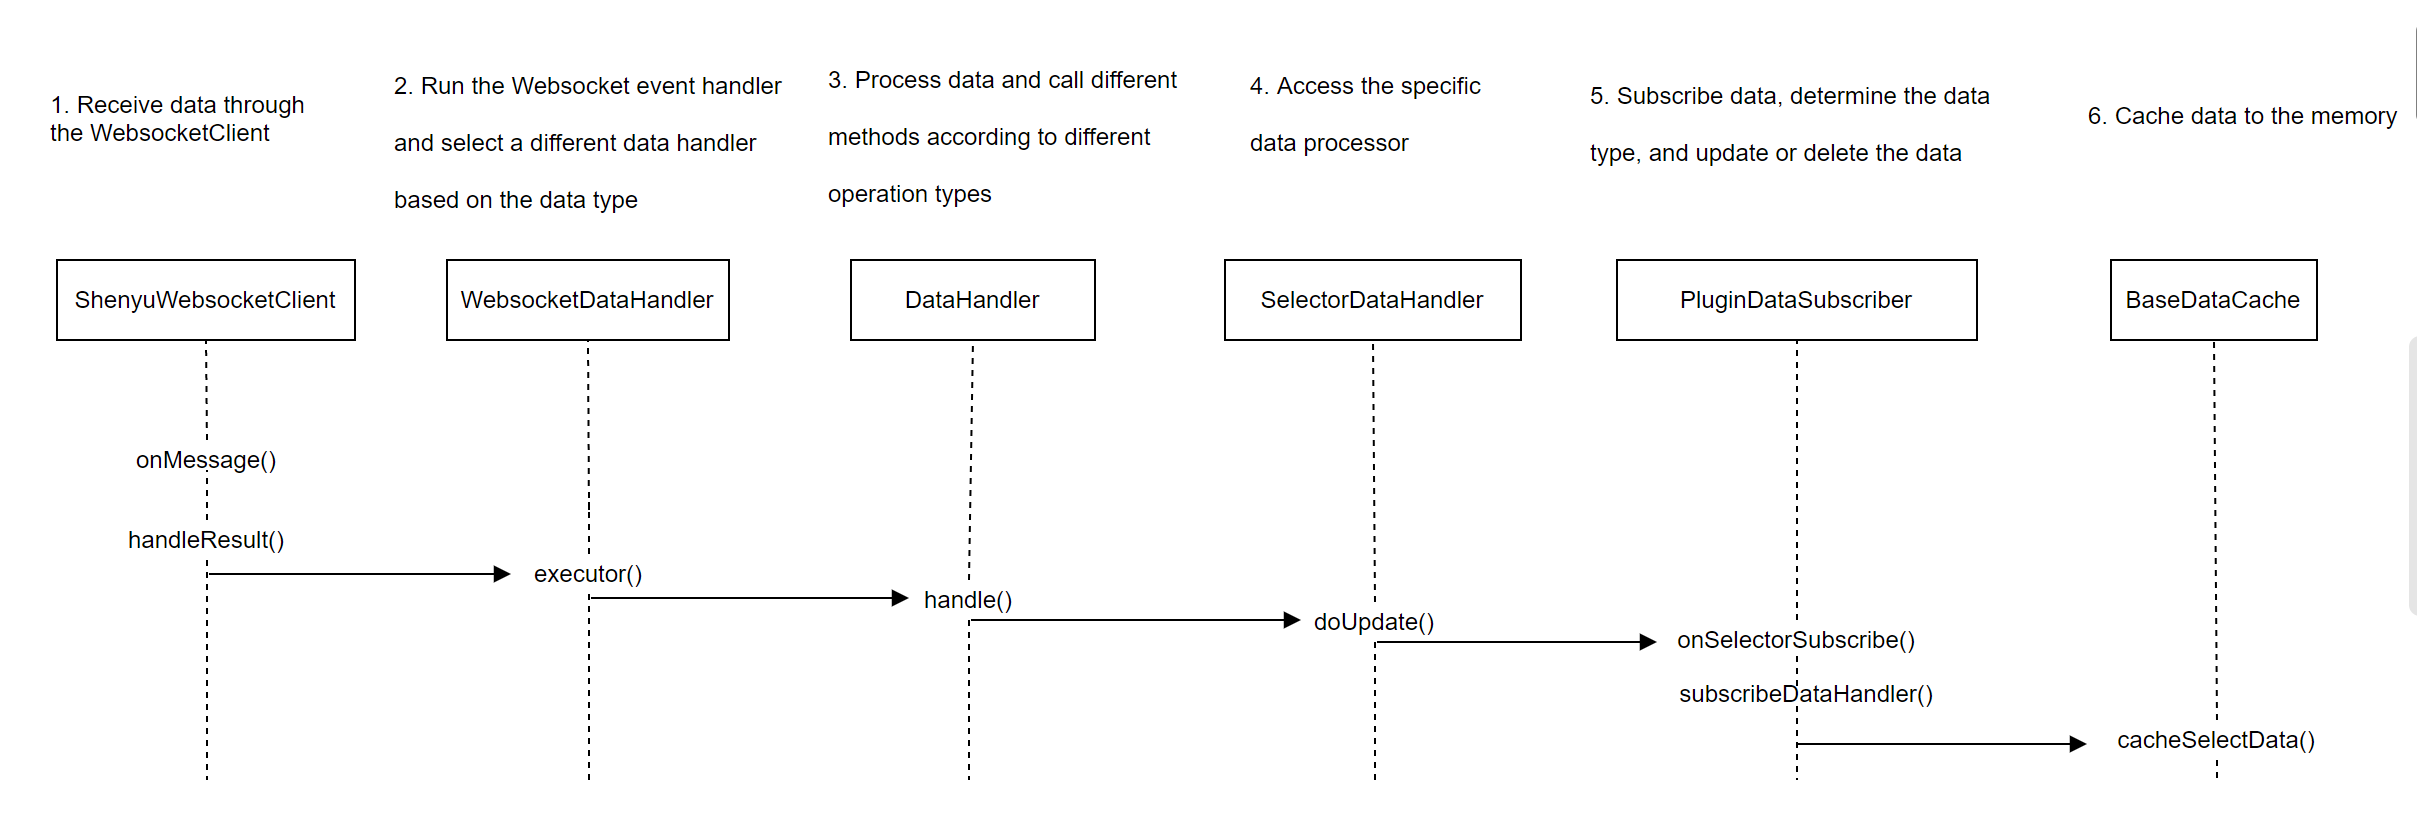 1. Receive data through
the WebsocketClient
2. Run the Websocket event handler
and select a different data handler
based on the data type
3. Process data and call different
methods according to different
operation types
4. Access the specific
data processor
5. Subscribe data, determine the data
type, and update or delete the data
6. Cache data to the memory
ShenyuWebsocketClient
WebsocketDataHandler
DataHandler
SelectorDataHandler
PluginDataSubscriber
BaseDataCache
onMessage()
handleResult()
executor()
handle()
doUpdate()
onSelectorSubscribe()
subscribeDataHandler()
cacheSelectData()